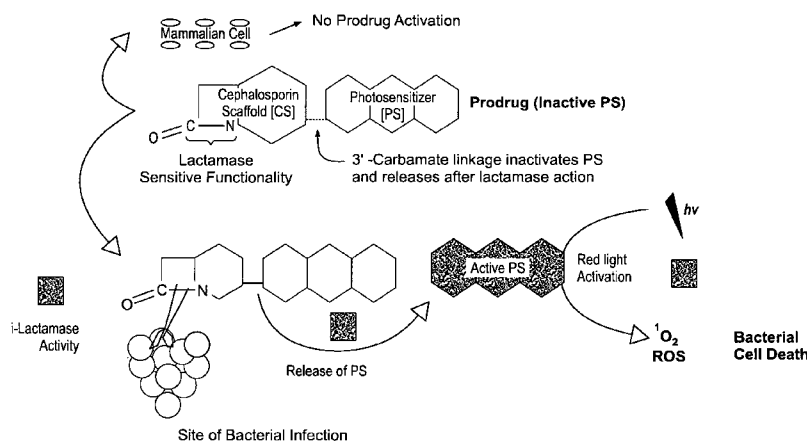 Mammalian Cell
No Prodrug Activation
Cephalosporin
Scaffold [CS]
Photosensitizer
[PS]
Prodrug (Inactive PS)
O C N
Lactamase
Sensitive Functionality
3' -Carbamate linkage inactivates PS
and releases after lactamase action
hν
Active PS
Red light
Activation
O C N
i-Lactamase
Activity
Release of PS
¹O₂
ROS
Bacterial
Cell Death
Site of Bacterial Infection